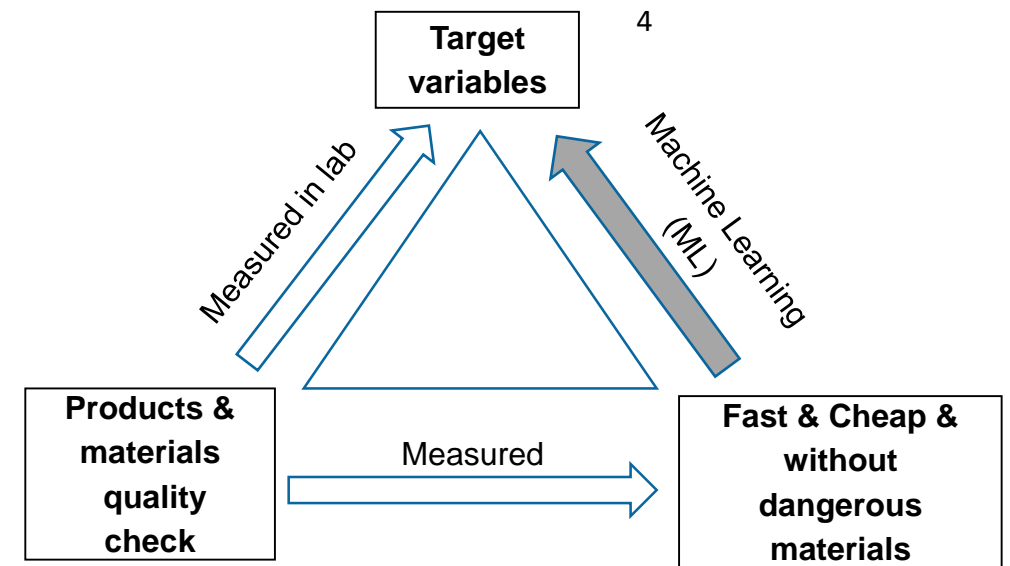 4
Target
variables
Measured in lab
Machine Learning
(ML)
Products &
materials
quality
check
Measured
Fast & Cheap &
without
dangerous
materials